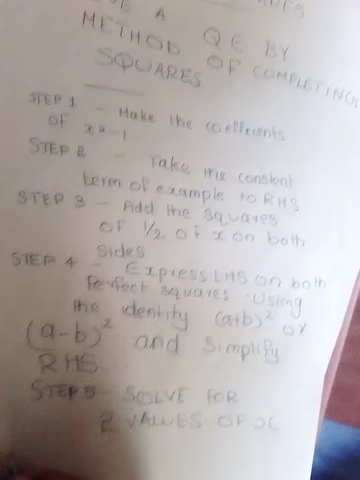 A QE BY
METHOD OF COMPLETING
SQUARES
STEP 1 - Make the coefficents
OF x² - 1
STEP 2 - Take the constant
term of example to RHS
STEP 3 - Add the squares
OF 1/2 OF x on both
sides
STEP 4 - Express LHS on both
Perfect squares using
the identity (a+b)² or
(a-b)² and simplify
RHS
STEP 5 - SOLVE FOR
2 VALUES OF x